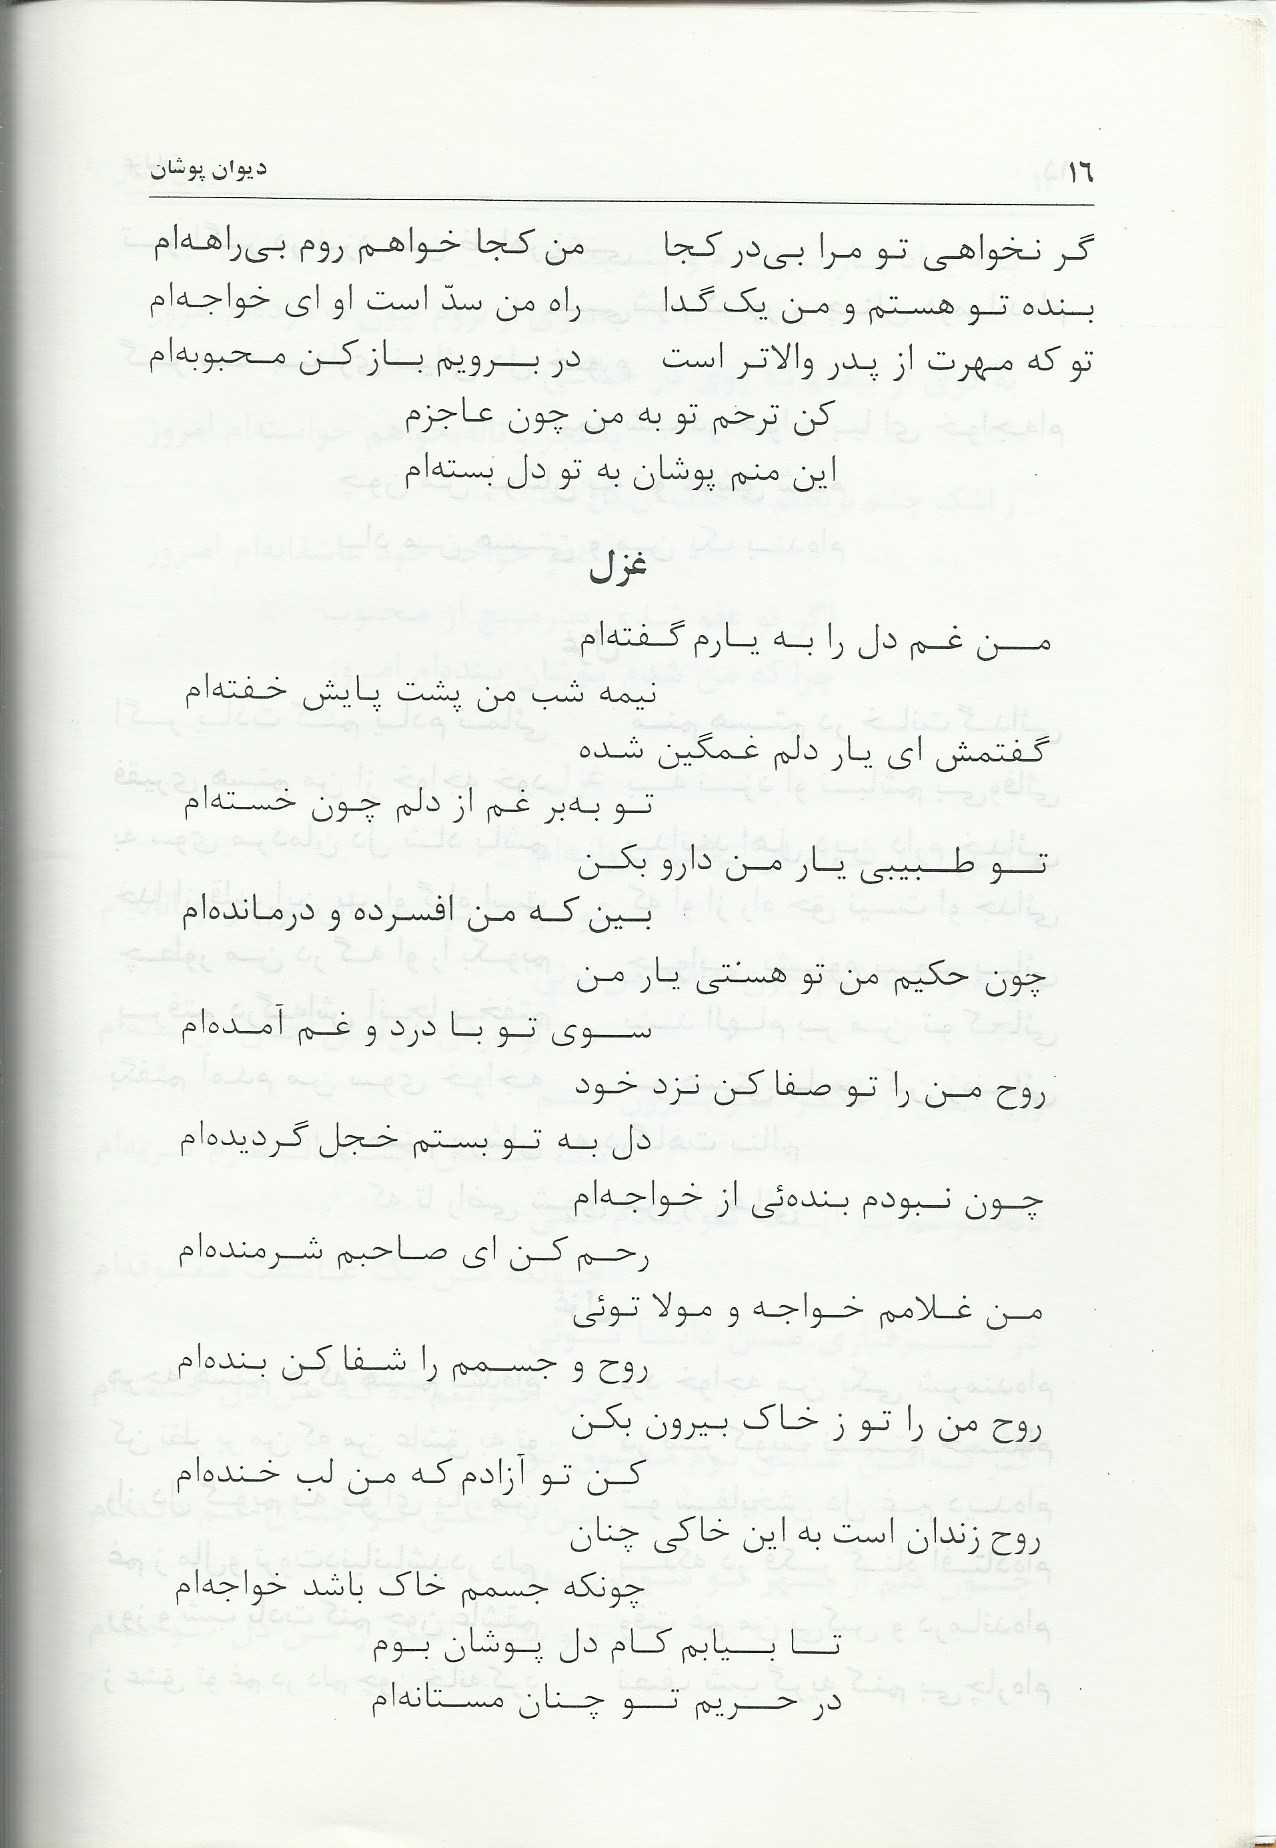 ۱٦ دیوان پوشان
گر نخواهی تو مرا بی‌در کجا من کجا خواهم روم بی‌راهه‌ام
بنده تو هستم و من یک گدا راه من سدّ است او ای خواجه‌ام
تو که مهرت از پدر والاتر است در برویم باز کن محبوبه‌ام
کن ترحم تو به من چون عاجزم
این منم پوشان به تو دل بسته‌ام
غزل
من غم دل را به یارم گفته‌ام
نیمه شب من پشت پایش خفته‌ام
گفتمش ای یار دلم غمگین شده
تو به‌بر غم از دلم چون خسته‌ام
تو طبیبی یار من دارو بکن
بین که من افسرده و درمانده‌ام
چون حکیم من تو هستی یار من
سوی تو با درد و غم آمده‌ام
روح من را تو صفا کن نزد خود
دل به تو بستم خجل گردیده‌ام
چون نبودم بنده‌ئی از خواجه‌ام
رحم کن ای صاحبم شرمنده‌ام
من غلامم خواجه و مولا توئی
روح و جسمم را شفا کن بنده‌ام
روح من را تو ز خاک بیرون بکن
کن تو آزادم که من لب خنده‌ام
روح زندان است به این خاکی چنان
چونکه جسمم خاک باشد خواجه‌ام
تا بیابم کام دل پوشان بوم
در حریم تو چنان مستانه‌ام